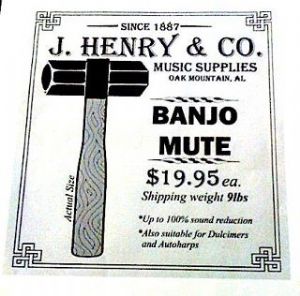 SINCE 1887
J. HENRY & CO.
MUSIC SUPPLIES
OAK MOUNTAIN, AL
BANJO
MUTE
$19.95 ea.
Shipping weight 9lbs
Actual Size
*Up to 100% sound reduction
*Also suitable for Dulcimers
and Autoharps